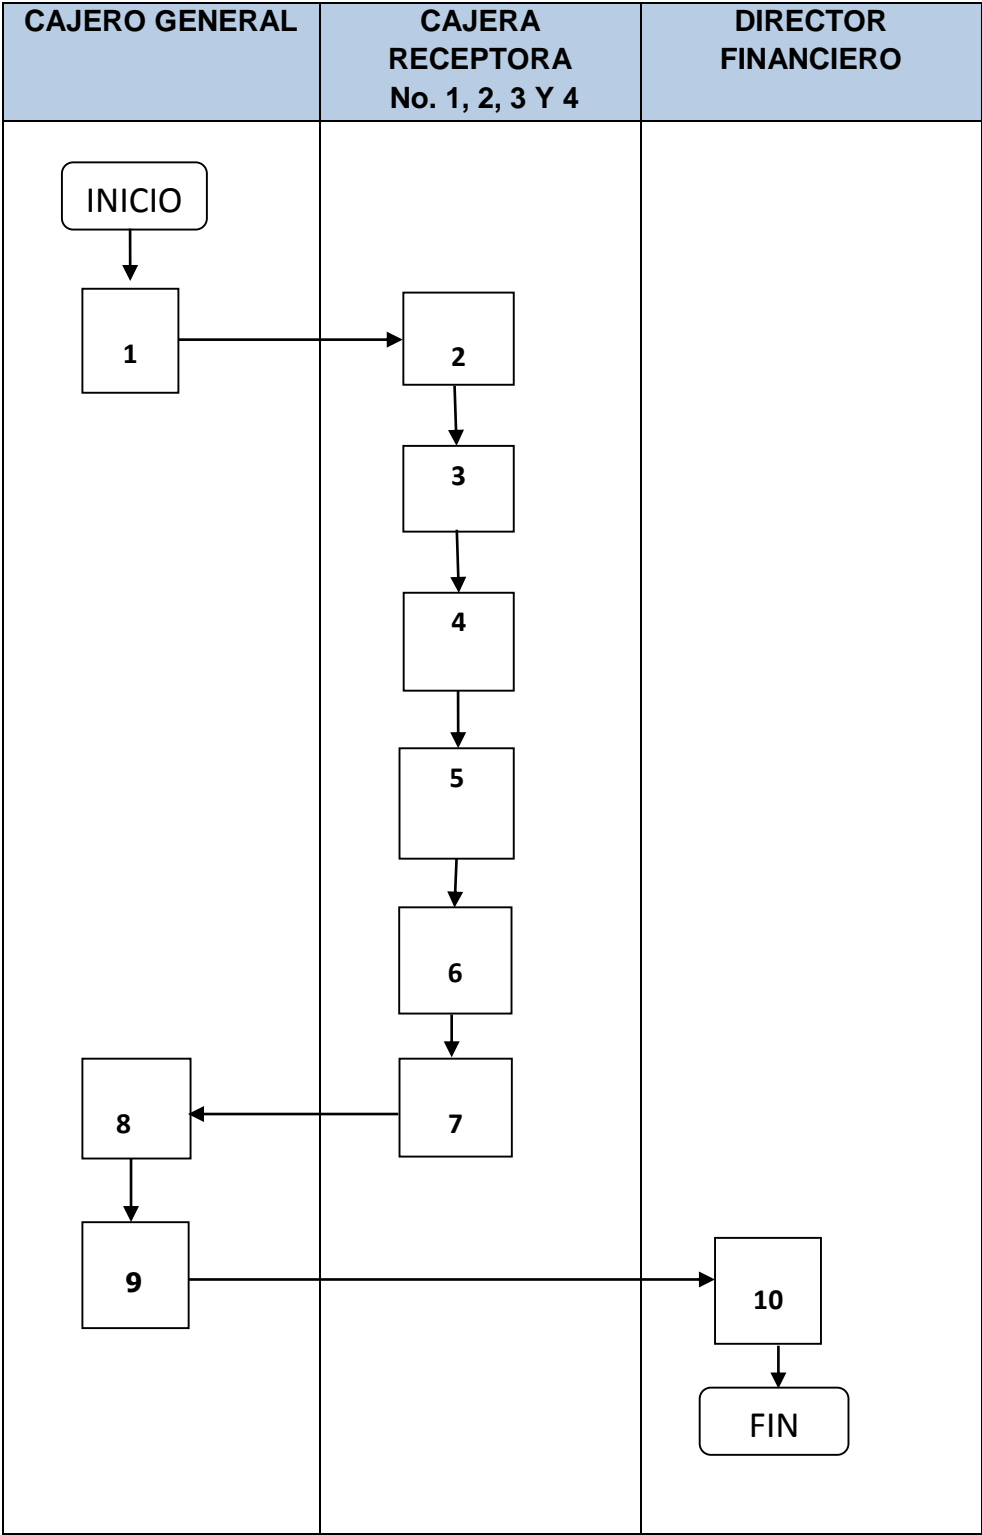 CAJERO GENERAL
CAJERA
RECEPTORA
No. 1, 2, 3 Y 4
DIRECTOR
FINANCIERO
INICIO
1
2
3
4
5
6
7
8
9
10
FIN